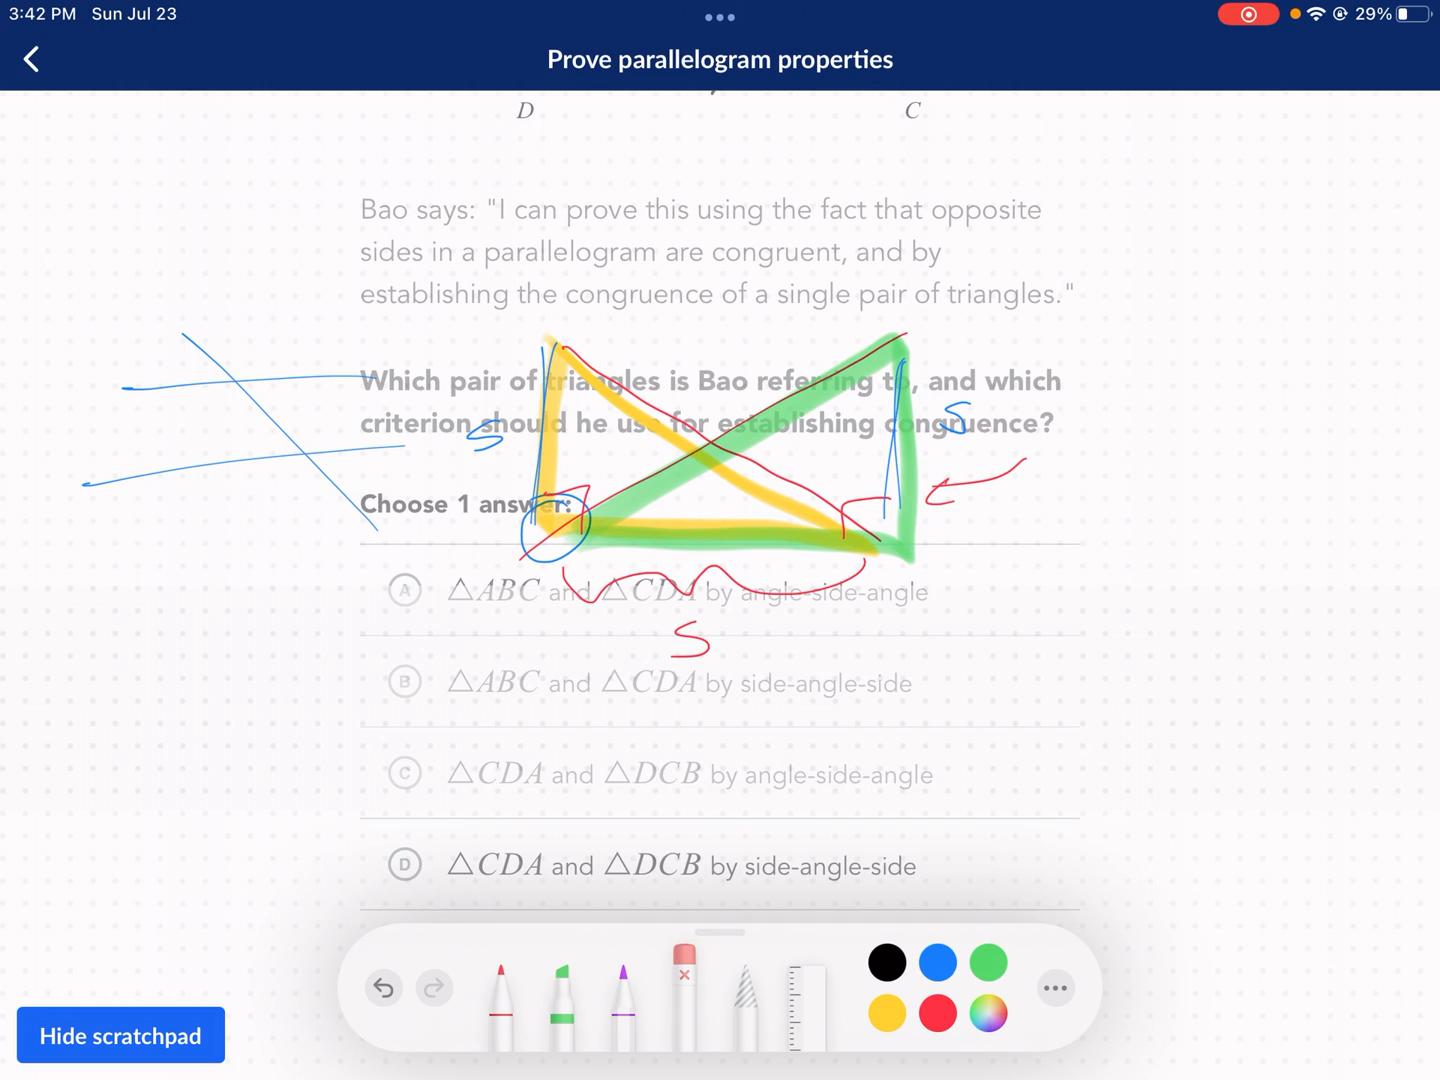 3:42 PM Sun Jul 23
29%
Prove parallelogram properties
D
C
Bao says: "I can prove this using the fact that opposite
sides in a parallelogram are congruent, and by
establishing the congruence of a single pair of triangles."
Which pair of triangles is Bao referring to, and which
criterion should he use for establishing congruence?
S
S
Choose 1 answer:
A △ABC and △CDA by angle-side-angle
S
B △ABC and △CDA by side-angle-side
C △CDA and △DCB by angle-side-angle
D △CDA and △DCB by side-angle-side
Hide scratchpad